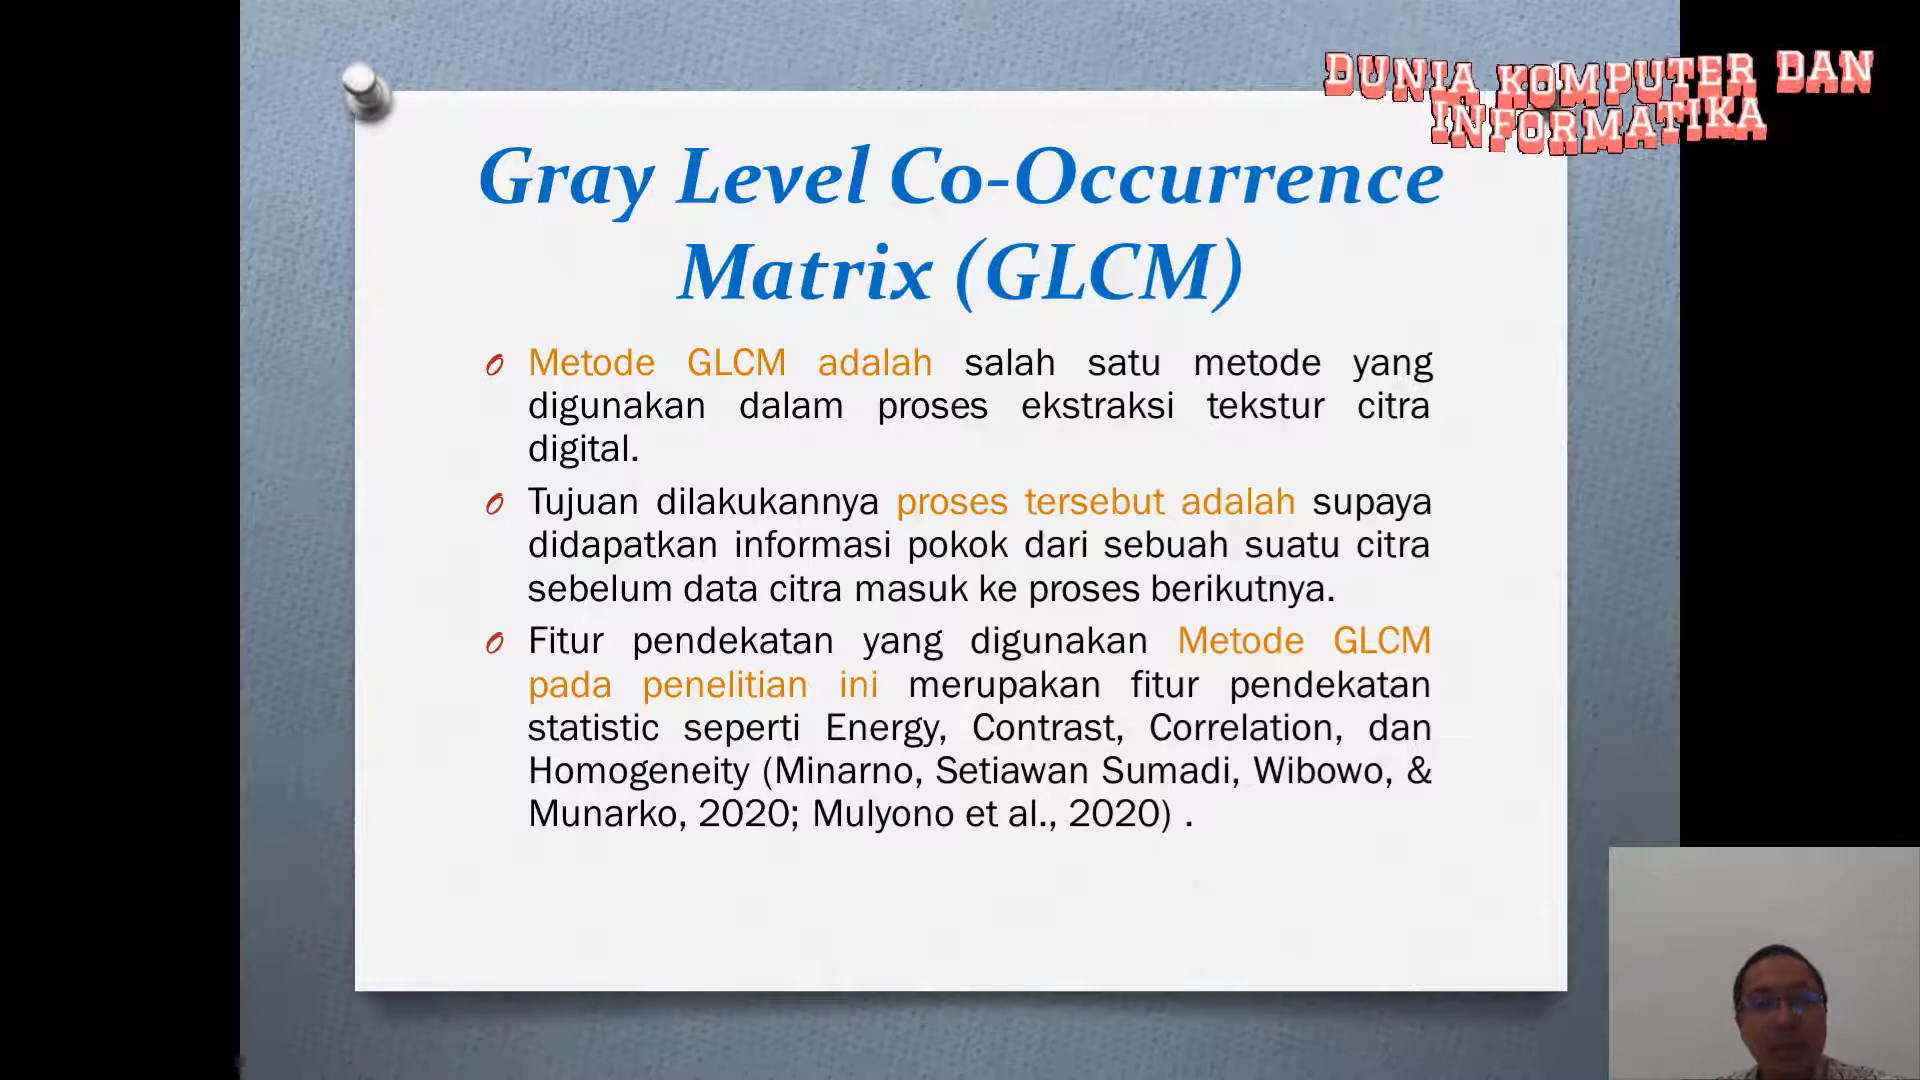 DUNIA KOMPUTER DAN
INFORMATIKA
Gray Level Co-Occurrence
Matrix (GLCM)
Metode GLCM adalah salah satu metode yang
digunakan dalam proses ekstraksi tekstur citra
digital.
Tujuan dilakukannya proses tersebut adalah supaya
didapatkan informasi pokok dari sebuah suatu citra
sebelum data citra masuk ke proses berikutnya.
Fitur pendekatan yang digunakan Metode GLCM
pada penelitian ini merupakan fitur pendekatan
statistic seperti Energy, Contrast, Correlation, dan
Homogeneity (Minarno, Setiawan Sumadi, Wibowo, &
Munarko, 2020; Mulyono et al., 2020) .